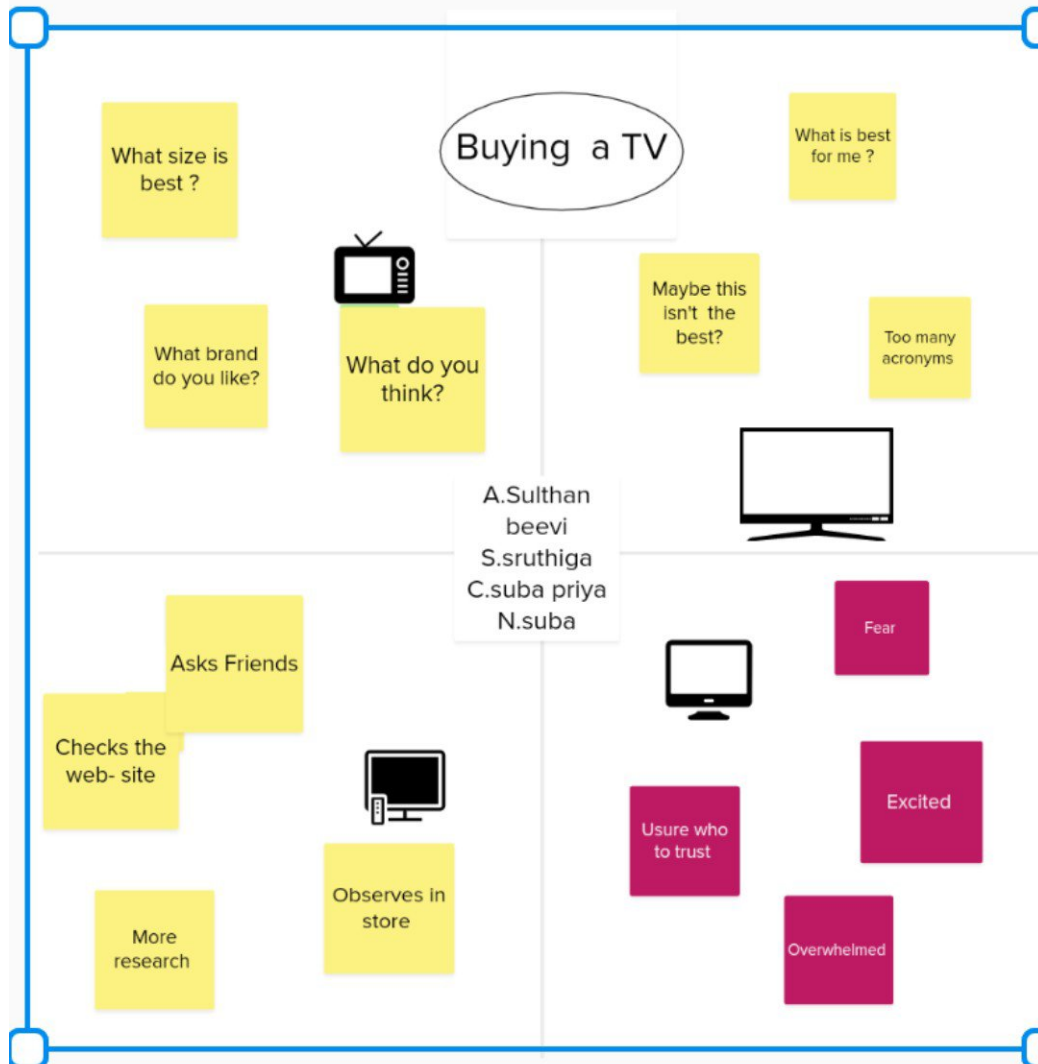 Buying a TV
What size is
best ?
What brand
do you like?
What do you
think?
What is best
for me ?
Maybe this
isn't the
best?
Too many
acronyms
A.Sulthan
beevi
S.sruthiga
C.suba priya
N.suba
Asks Friends
Checks the
web- site
Observes in
store
More
research
Fear
Excited
Usure who
to trust
Overwhelmed